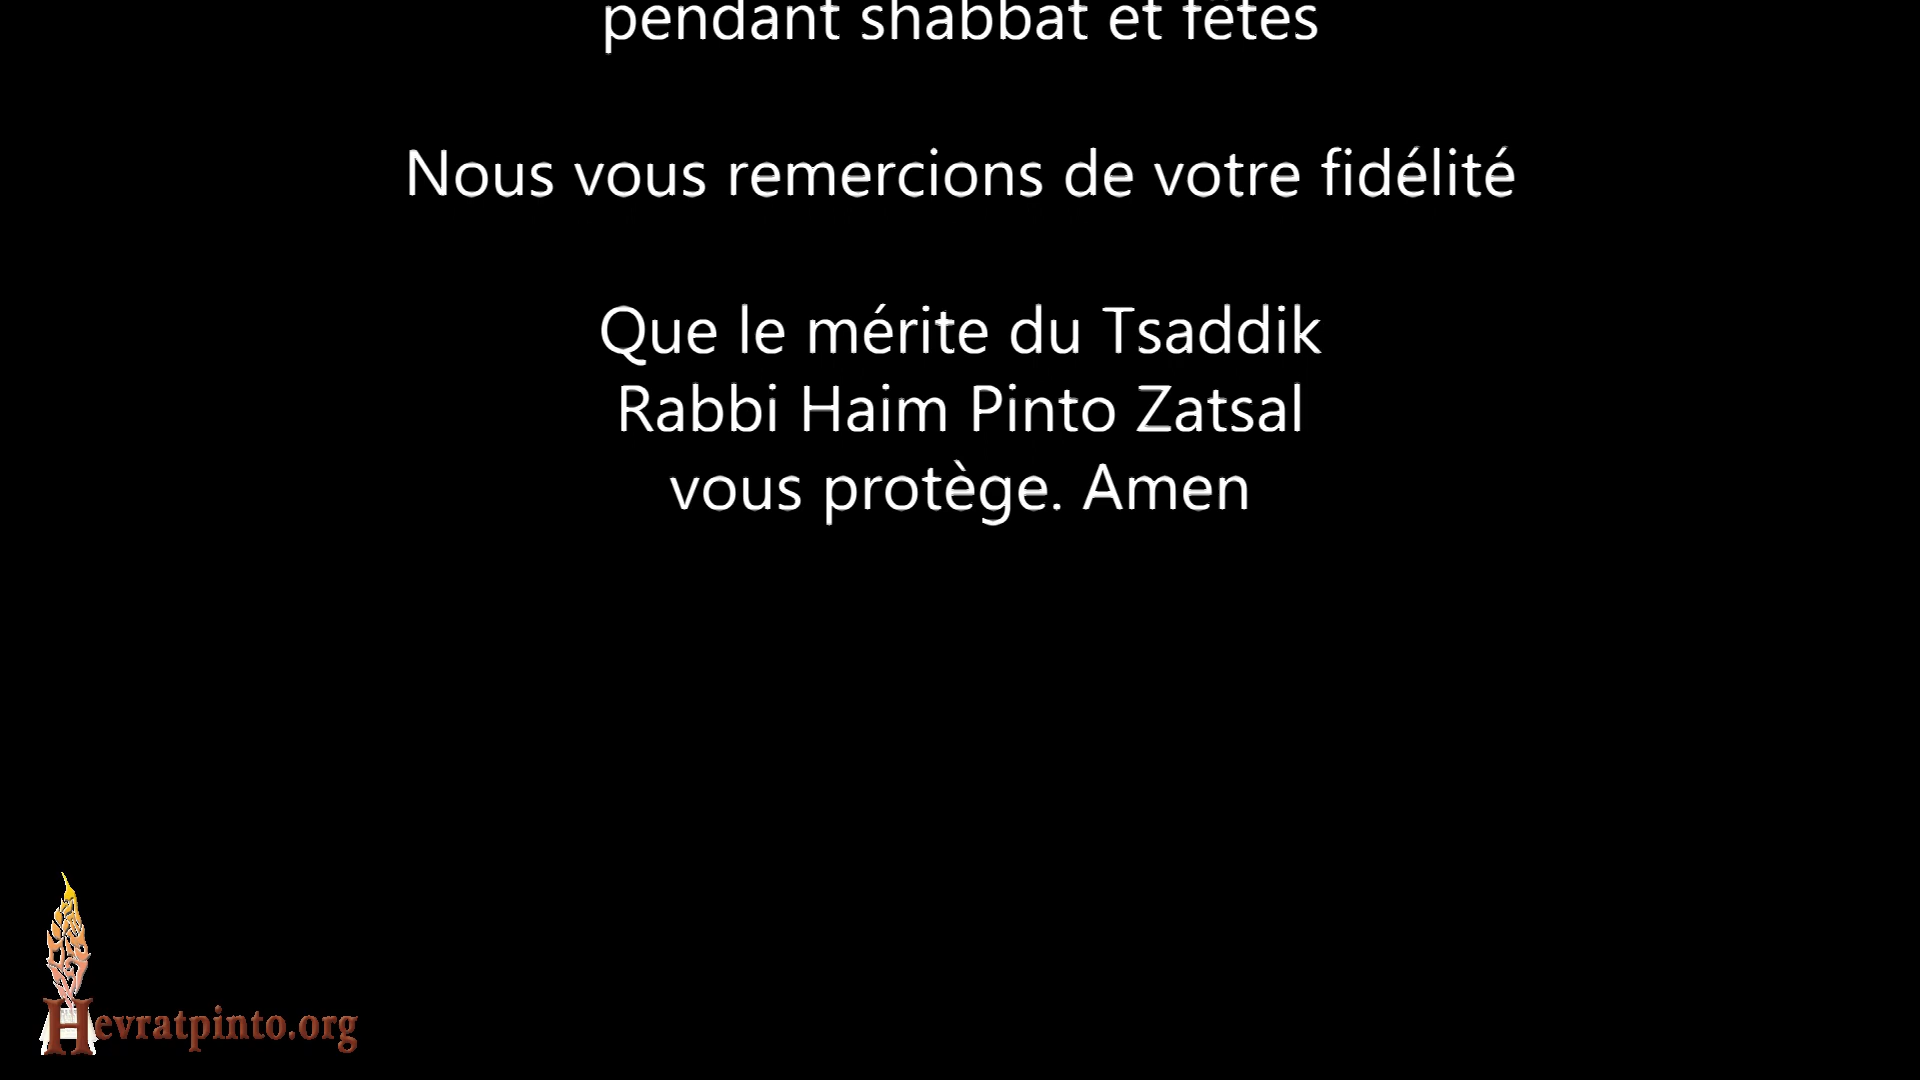 pendant shabbat et fêtes
Nous vous remercions de votre fidélité
Que le mérite du Tsaddik
Rabbi Haim Pinto Zatsal
vous protège. Amen
Hevratpinto.org